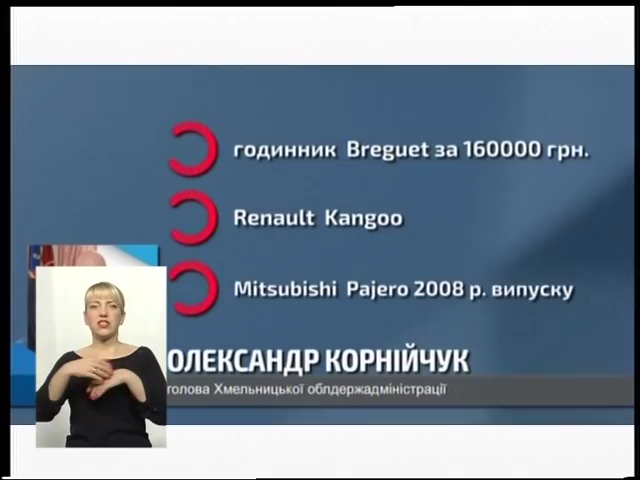 годинник Breguet за 160000 грн.
Renault Kangoo
Mitsubishi Pajero 2008 р. випуску
ОЛЕКСАНДР КОРНІЙЧУК
голова Хмельницької облдержадміністрації